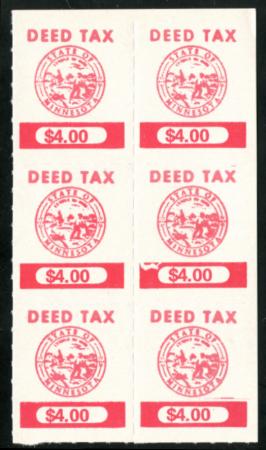 DEED TAX DEED TAX
STATE OF STATE OF
MINNESOTA MINNESOTA
$4.00 $4.00
DEED TAX DEED TAX
STATE OF STATE OF
MINNESOTA MINNESOTA
$4.00 $4.00
DEED TAX DEED TAX
STATE OF STATE OF
MINNESOTA MINNESOTA
$4.00 $4.00